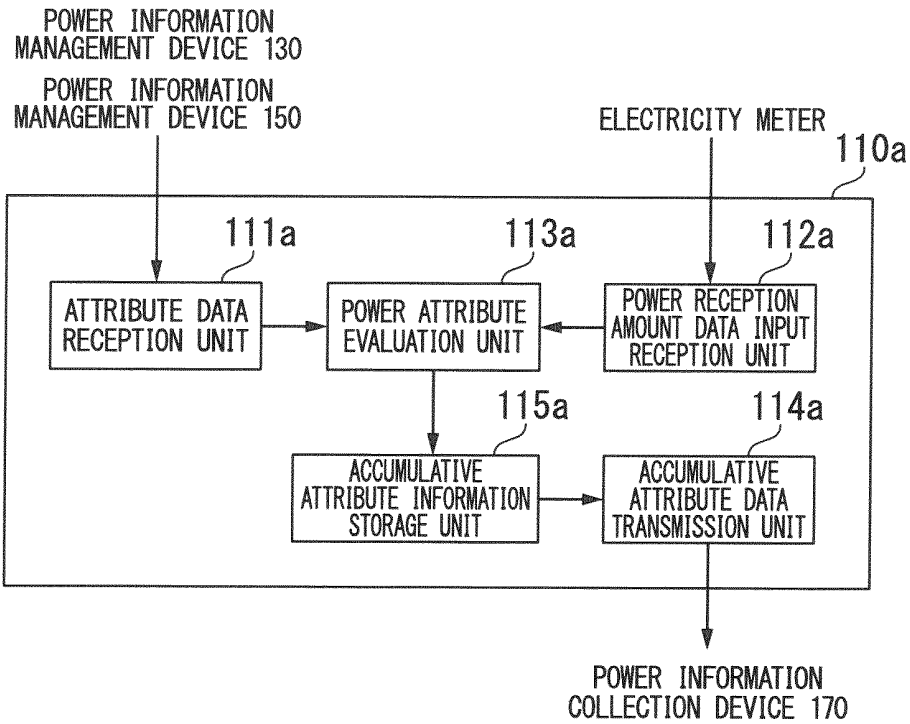 POWER INFORMATION
MANAGEMENT DEVICE 130
POWER INFORMATION
MANAGEMENT DEVICE 150
ELECTRICITY METER
110a
111a
113a
112a
ATTRIBUTE DATA
RECEPTION UNIT
POWER ATTRIBUTE
EVALUATION UNIT
POWER RECEPTION
AMOUNT DATA INPUT
RECEPTION UNIT
115a
114a
ACCUMULATIVE
ATTRIBUTE INFORMATION
STORAGE UNIT
ACCUMULATIVE
ATTRIBUTE DATA
TRANSMISSION UNIT
POWER INFORMATION
COLLECTION DEVICE 170